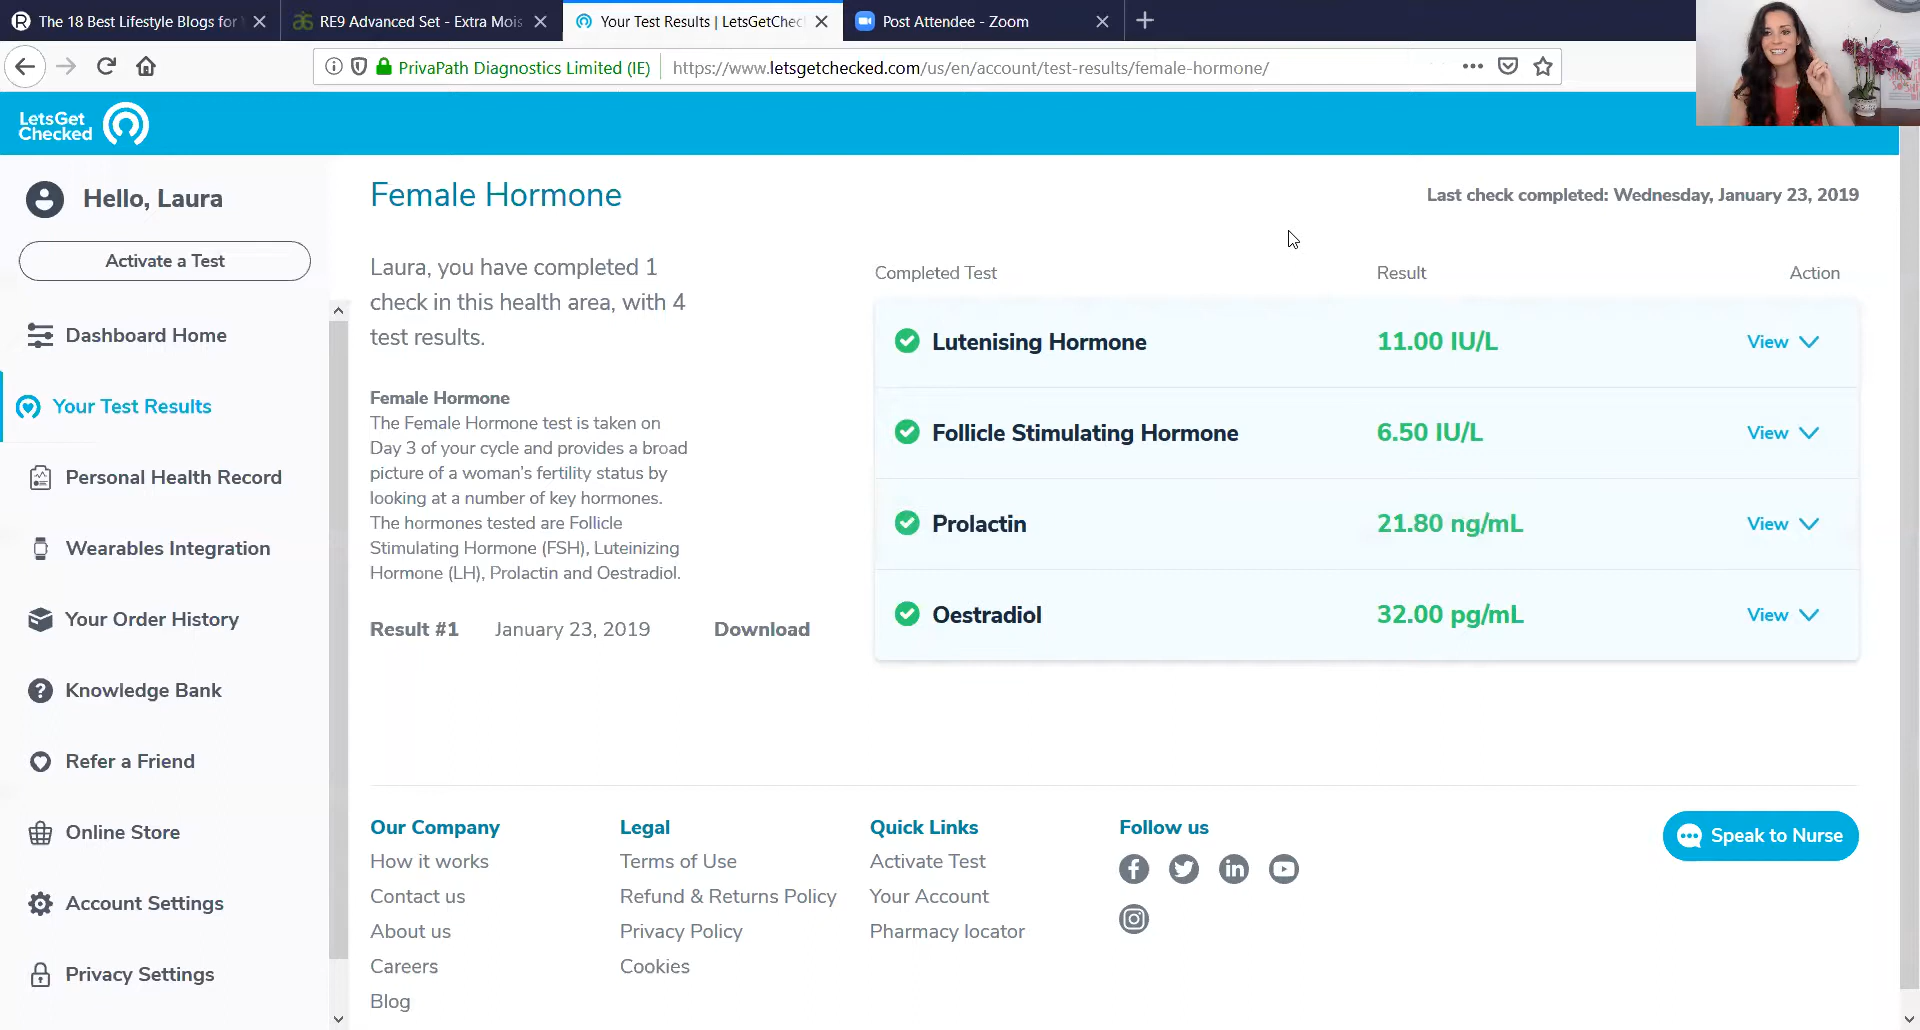 The 18 Best Lifestyle Blogs for
RE9 Advanced Set - Extra Mois
Your Test Results | LetsGetChec
Post Attendee - Zoom
PrivaPath Diagnostics Limited (IE)
https://www.letsgetchecked.com/us/en/account/test-results/female-hormone/
LetsGet
Checked
Hello, Laura
Activate a Test
Dashboard Home
Your Test Results
Personal Health Record
Wearables Integration
Your Order History
Knowledge Bank
Refer a Friend
Online Store
Account Settings
Privacy Settings
Female Hormone
Last check completed: Wednesday, January 23, 2019
Laura, you have completed 1
check in this health area, with 4
test results.
Female Hormone
The Female Hormone test is taken on
Day 3 of your cycle and provides a broad
picture of a woman's fertility status by
looking at a number of key hormones.
The hormones tested are Follicle
Stimulating Hormone (FSH), Luteinizing
Hormone (LH), Prolactin and Oestradiol.
Result #1 January 23, 2019 Download
Completed Test Result Action
Lutenising Hormone 11.00 IU/L View
Follicle Stimulating Hormone 6.50 IU/L View
Prolactin 21.80 ng/mL View
Oestradiol 32.00 pg/mL View
Our Company
How it works
Contact us
About us
Careers
Blog
Legal
Terms of Use
Refund & Returns Policy
Privacy Policy
Cookies
Quick Links
Activate Test
Your Account
Pharmacy locator
Follow us
Speak to Nurse